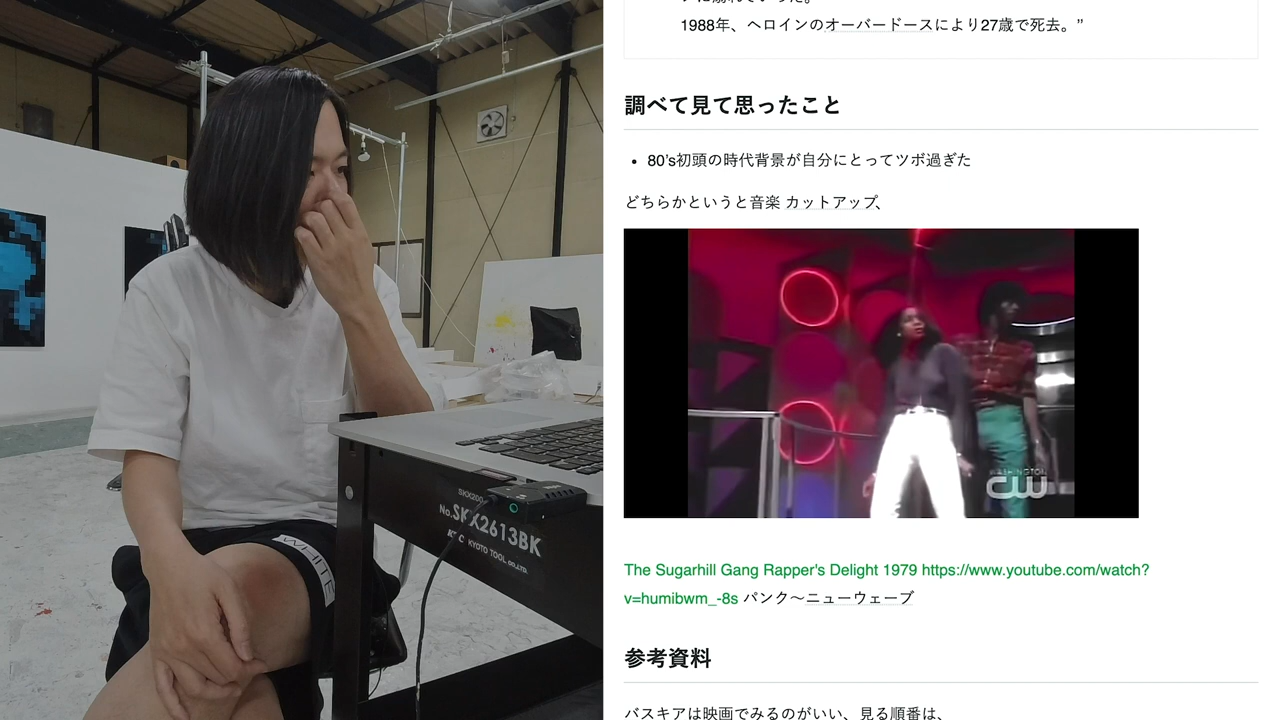 1988年、ヘロインのオーバードースにより27歳で死去。”
調べて見て思ったこと
80’s初頭の時代背景が自分にとってツボ過ぎた
どちらかというと音楽 カットアップ、
WASHINGTON
CW
The Sugarhill Gang Rapper's Delight 1979 https://www.youtube.com/watch?
v=humibwm_-8s パンク〜ニューウェーブ
参考資料
バスキアは映画でみるのがいい、見る順番は、
No.SKX2613BK
KTC KYOTO TOOL CO.,LTD.
WHITE